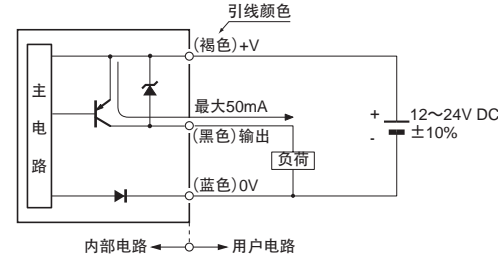 引线颜色
(褐色)+V
主电路
最大50mA
(黑色)输出
负荷
+
-
12～24V DC
±10%
(蓝色)0V
内部电路
用户电路